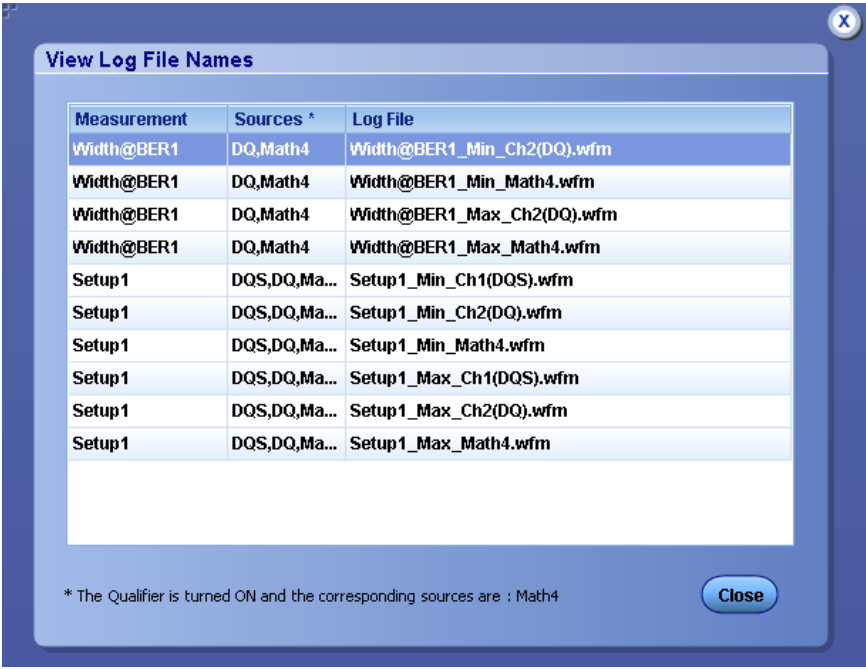 X
View Log File Names
Measurement Sources * Log File
Width@BER1 DQ,Math4 Width@BER1_Min_Ch2(DQ).wfm
Width@BER1 DQ,Math4 Width@BER1_Min_Math4.wfm
Width@BER1 DQ,Math4 Width@BER1_Max_Ch2(DQ).wfm
Width@BER1 DQ,Math4 Width@BER1_Max_Math4.wfm
Setup1 DQS,DQ,Ma... Setup1_Min_Ch1(DQS).wfm
Setup1 DQS,DQ,Ma... Setup1_Min_Ch2(DQ).wfm
Setup1 DQS,DQ,Ma... Setup1_Min_Math4.wfm
Setup1 DQS,DQ,Ma... Setup1_Max_Ch1(DQS).wfm
Setup1 DQS,DQ,Ma... Setup1_Max_Ch2(DQ).wfm
Setup1 DQS,DQ,Ma... Setup1_Max_Math4.wfm
* The Qualifier is turned ON and the corresponding sources are : Math4
Close